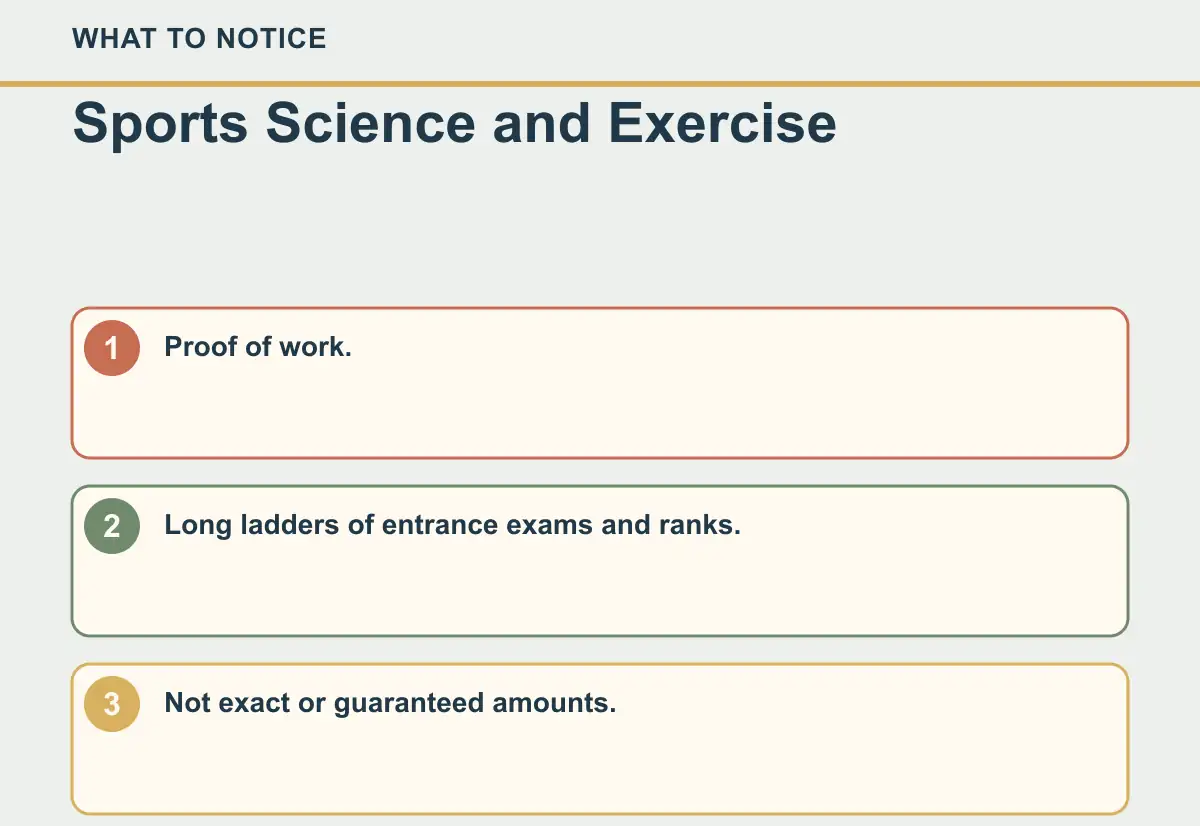 WHAT TO NOTICE
Sports Science and Exercise
1
Proof of work.
2
Long ladders of entrance exams and ranks.
3
Not exact or guaranteed amounts.